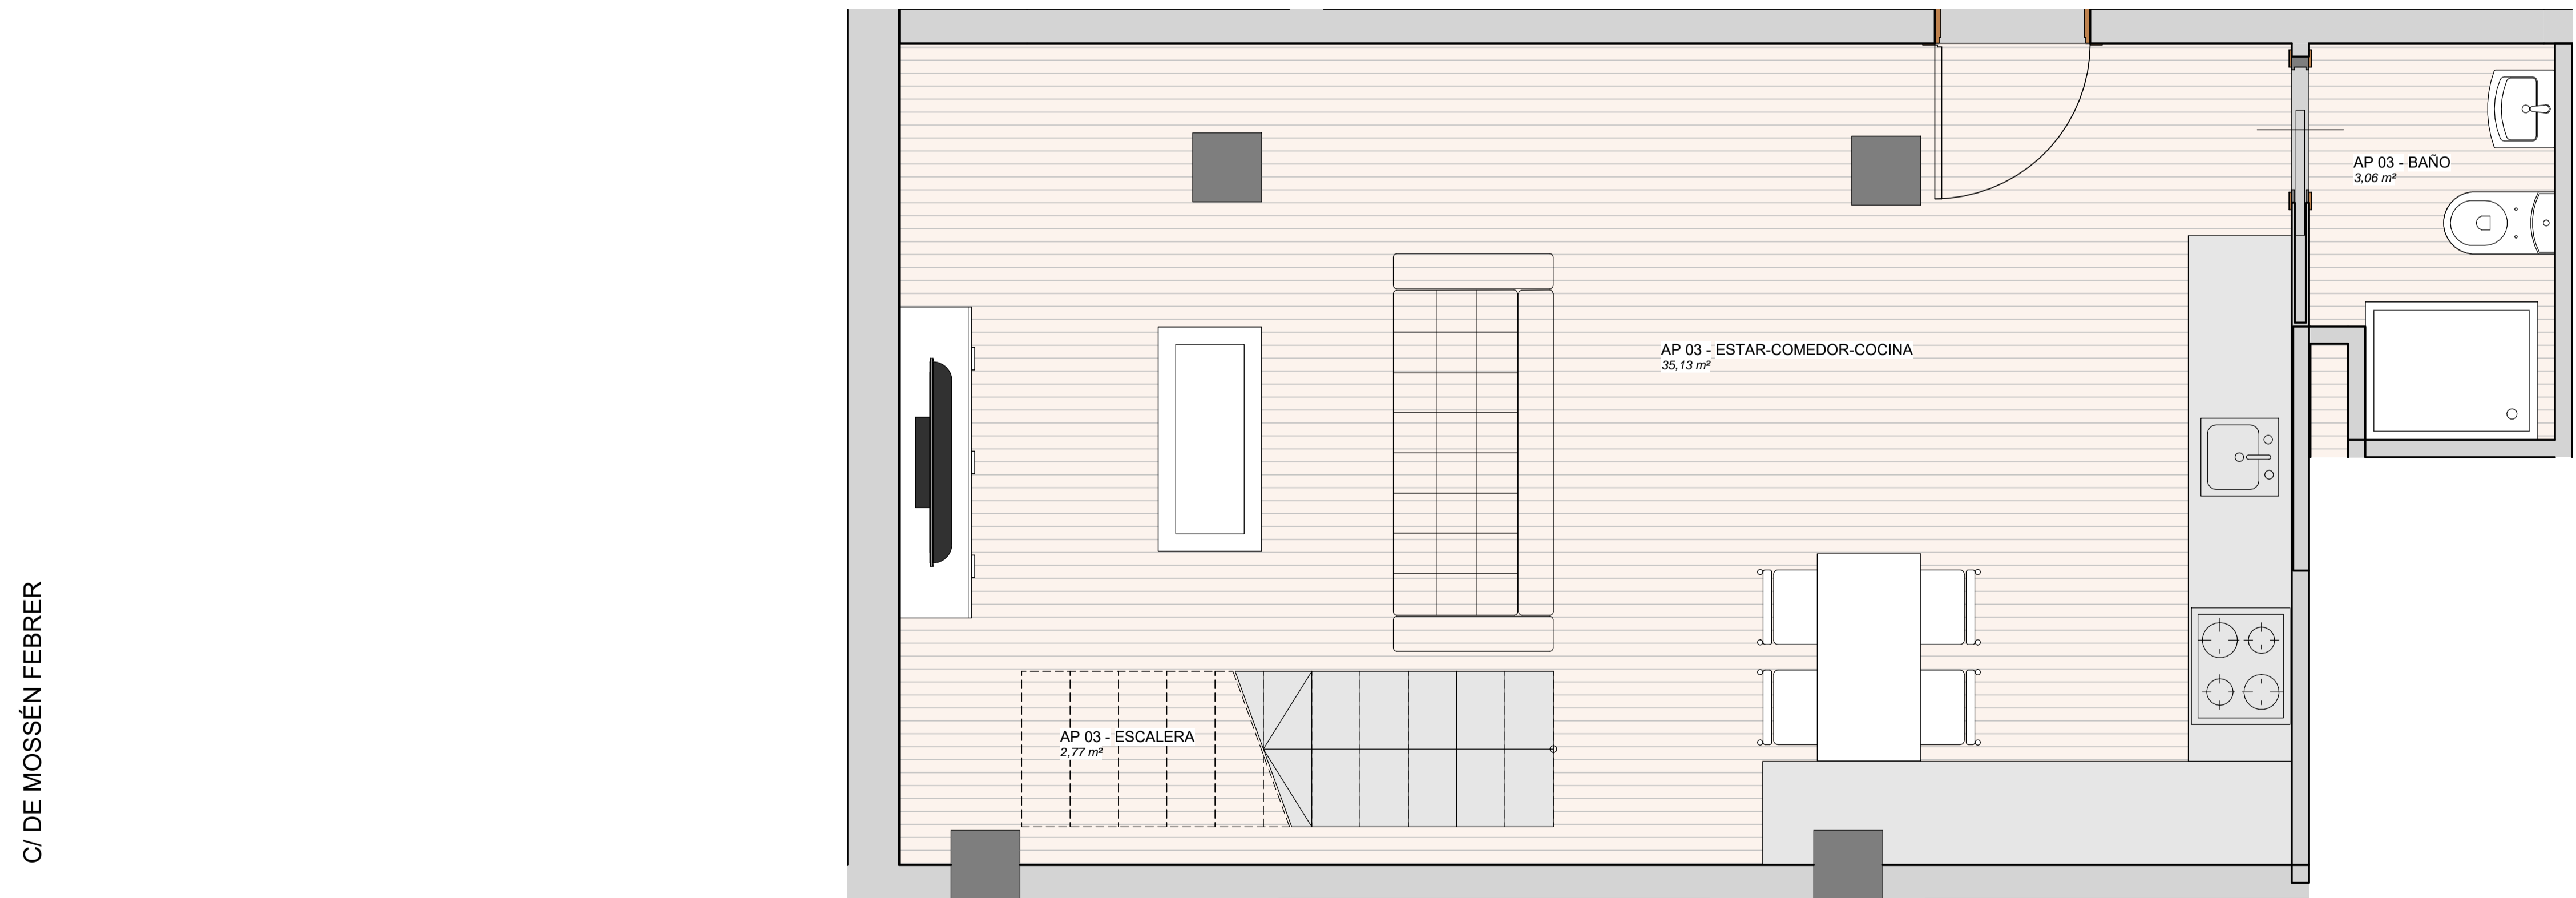 C/ DE MOSSÉN FEBRER
AP 03 - BAÑO
3,06 m²
AP 03 - ESTAR-COMEDOR-COCINA
35,13 m²
AP 03 - ESCALERA
2,77 m²